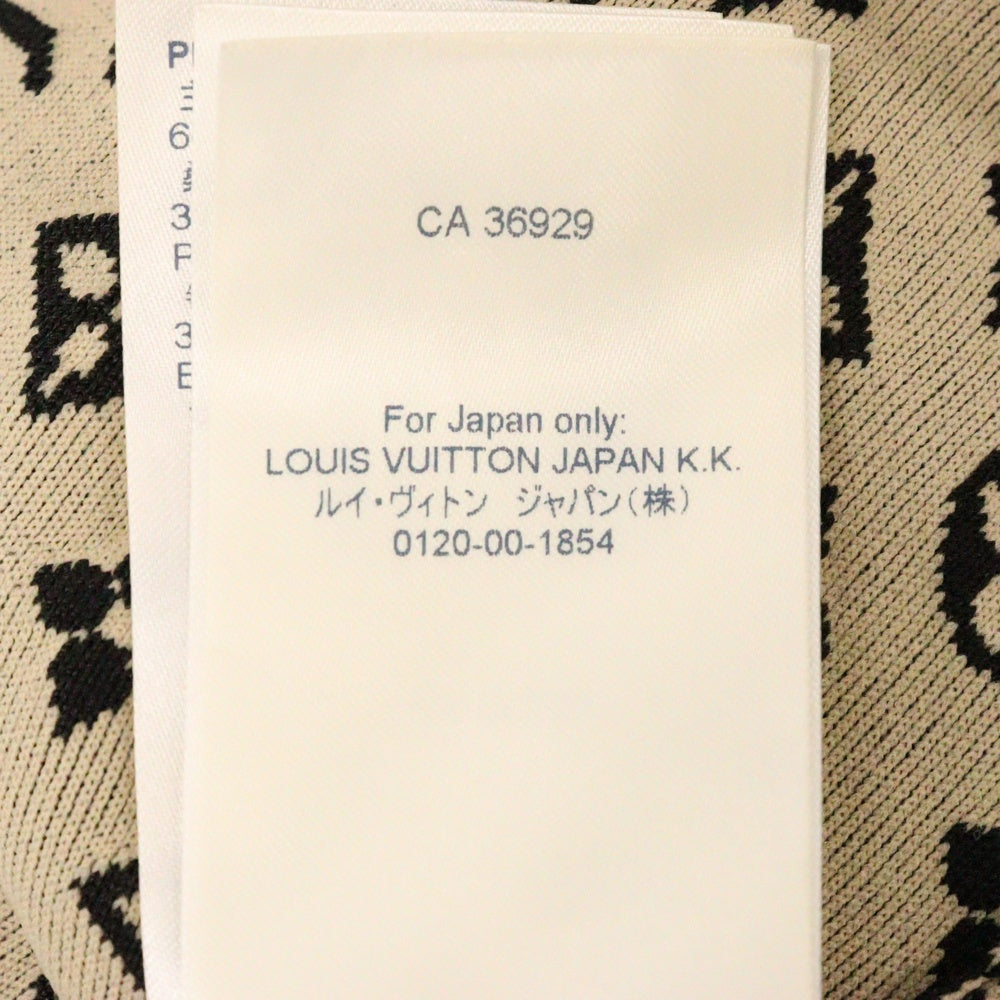 CA 36929
For Japan only:
LOUIS VUITTON JAPAN K.K.
ルイ・ヴィトン　ジャパン（株）
0120-00-1854